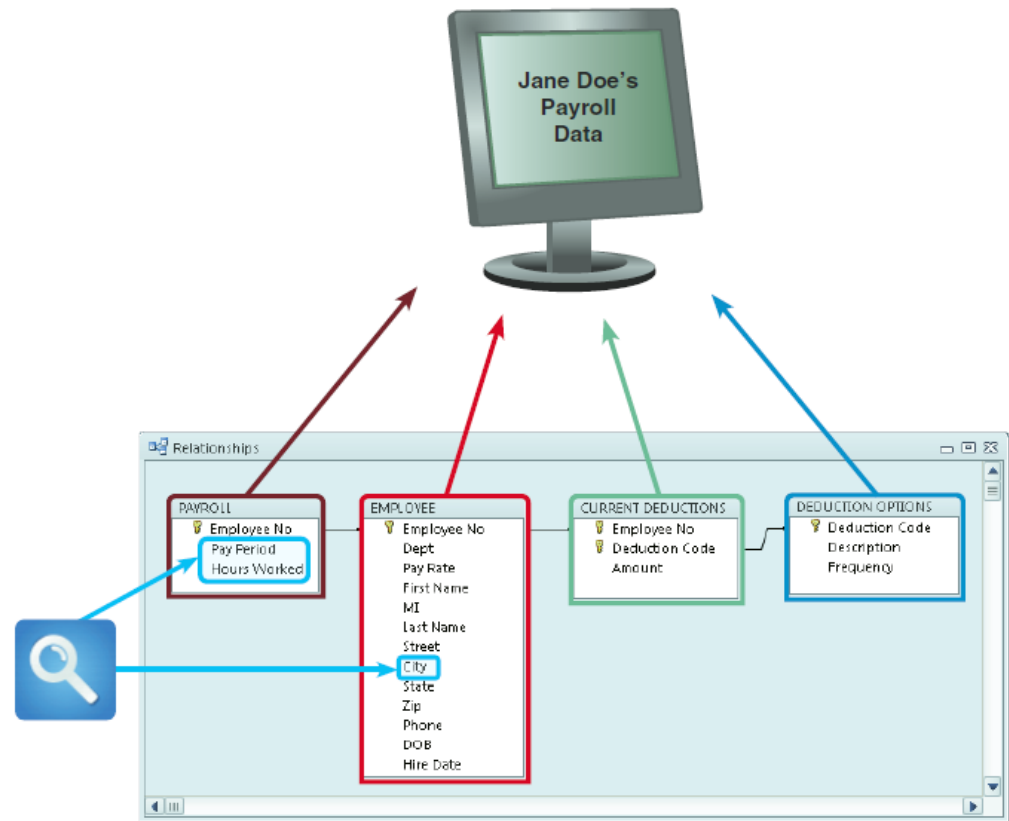 Jane Doe's
Payroll
Data
Relationships
PAYROLL
Employee No
Pay Period
Hours Worked
EMPLOYEE
Employee No
Dept
Pay Rate
First Name
MI
Last Name
Street
City
State
Zip
Phone
DOB
Hire Date
CURRENT DEDUCTIONS
Employee No
Deduction Code
Amount
DEDUCTION OPTIONS
Deduction Code
Description
Frequency